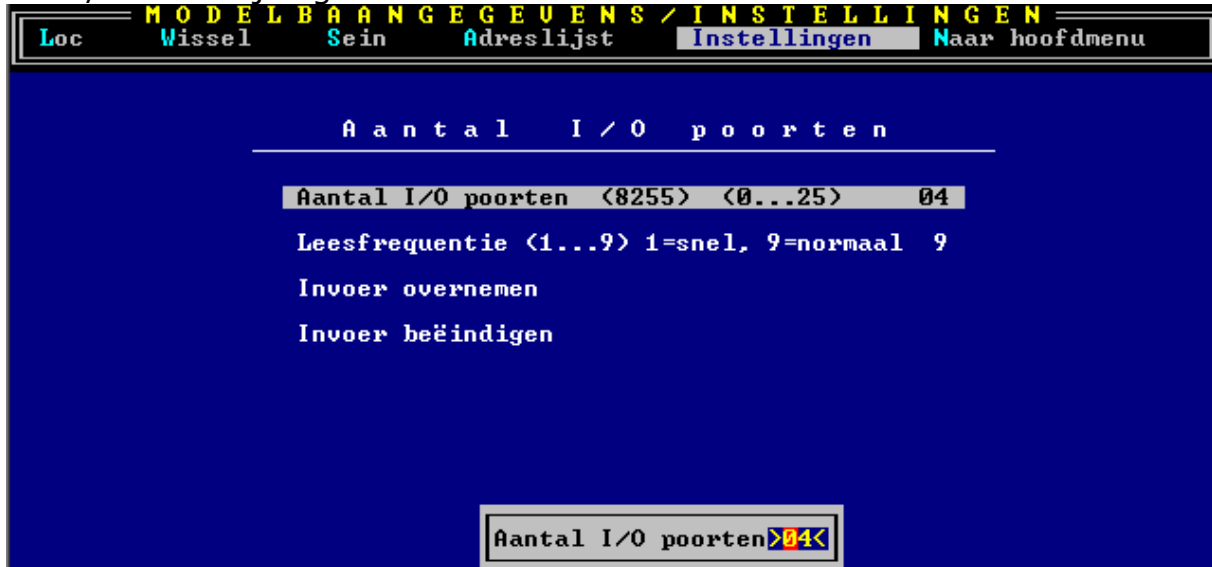 MODELBAANGEGEVENS/INSTELLINGEN
Loc Wissel Sein Adreslijst Instellingen Naar hoofdmenu
Aantal I/O poorten
Aantal I/O poorten (8255) (0...25) 04
Leesfrequentie (1...9) 1=snel, 9=normaal 9
Invoer overnemen
Invoer beëindigen
Aantal I/O poorten>04<